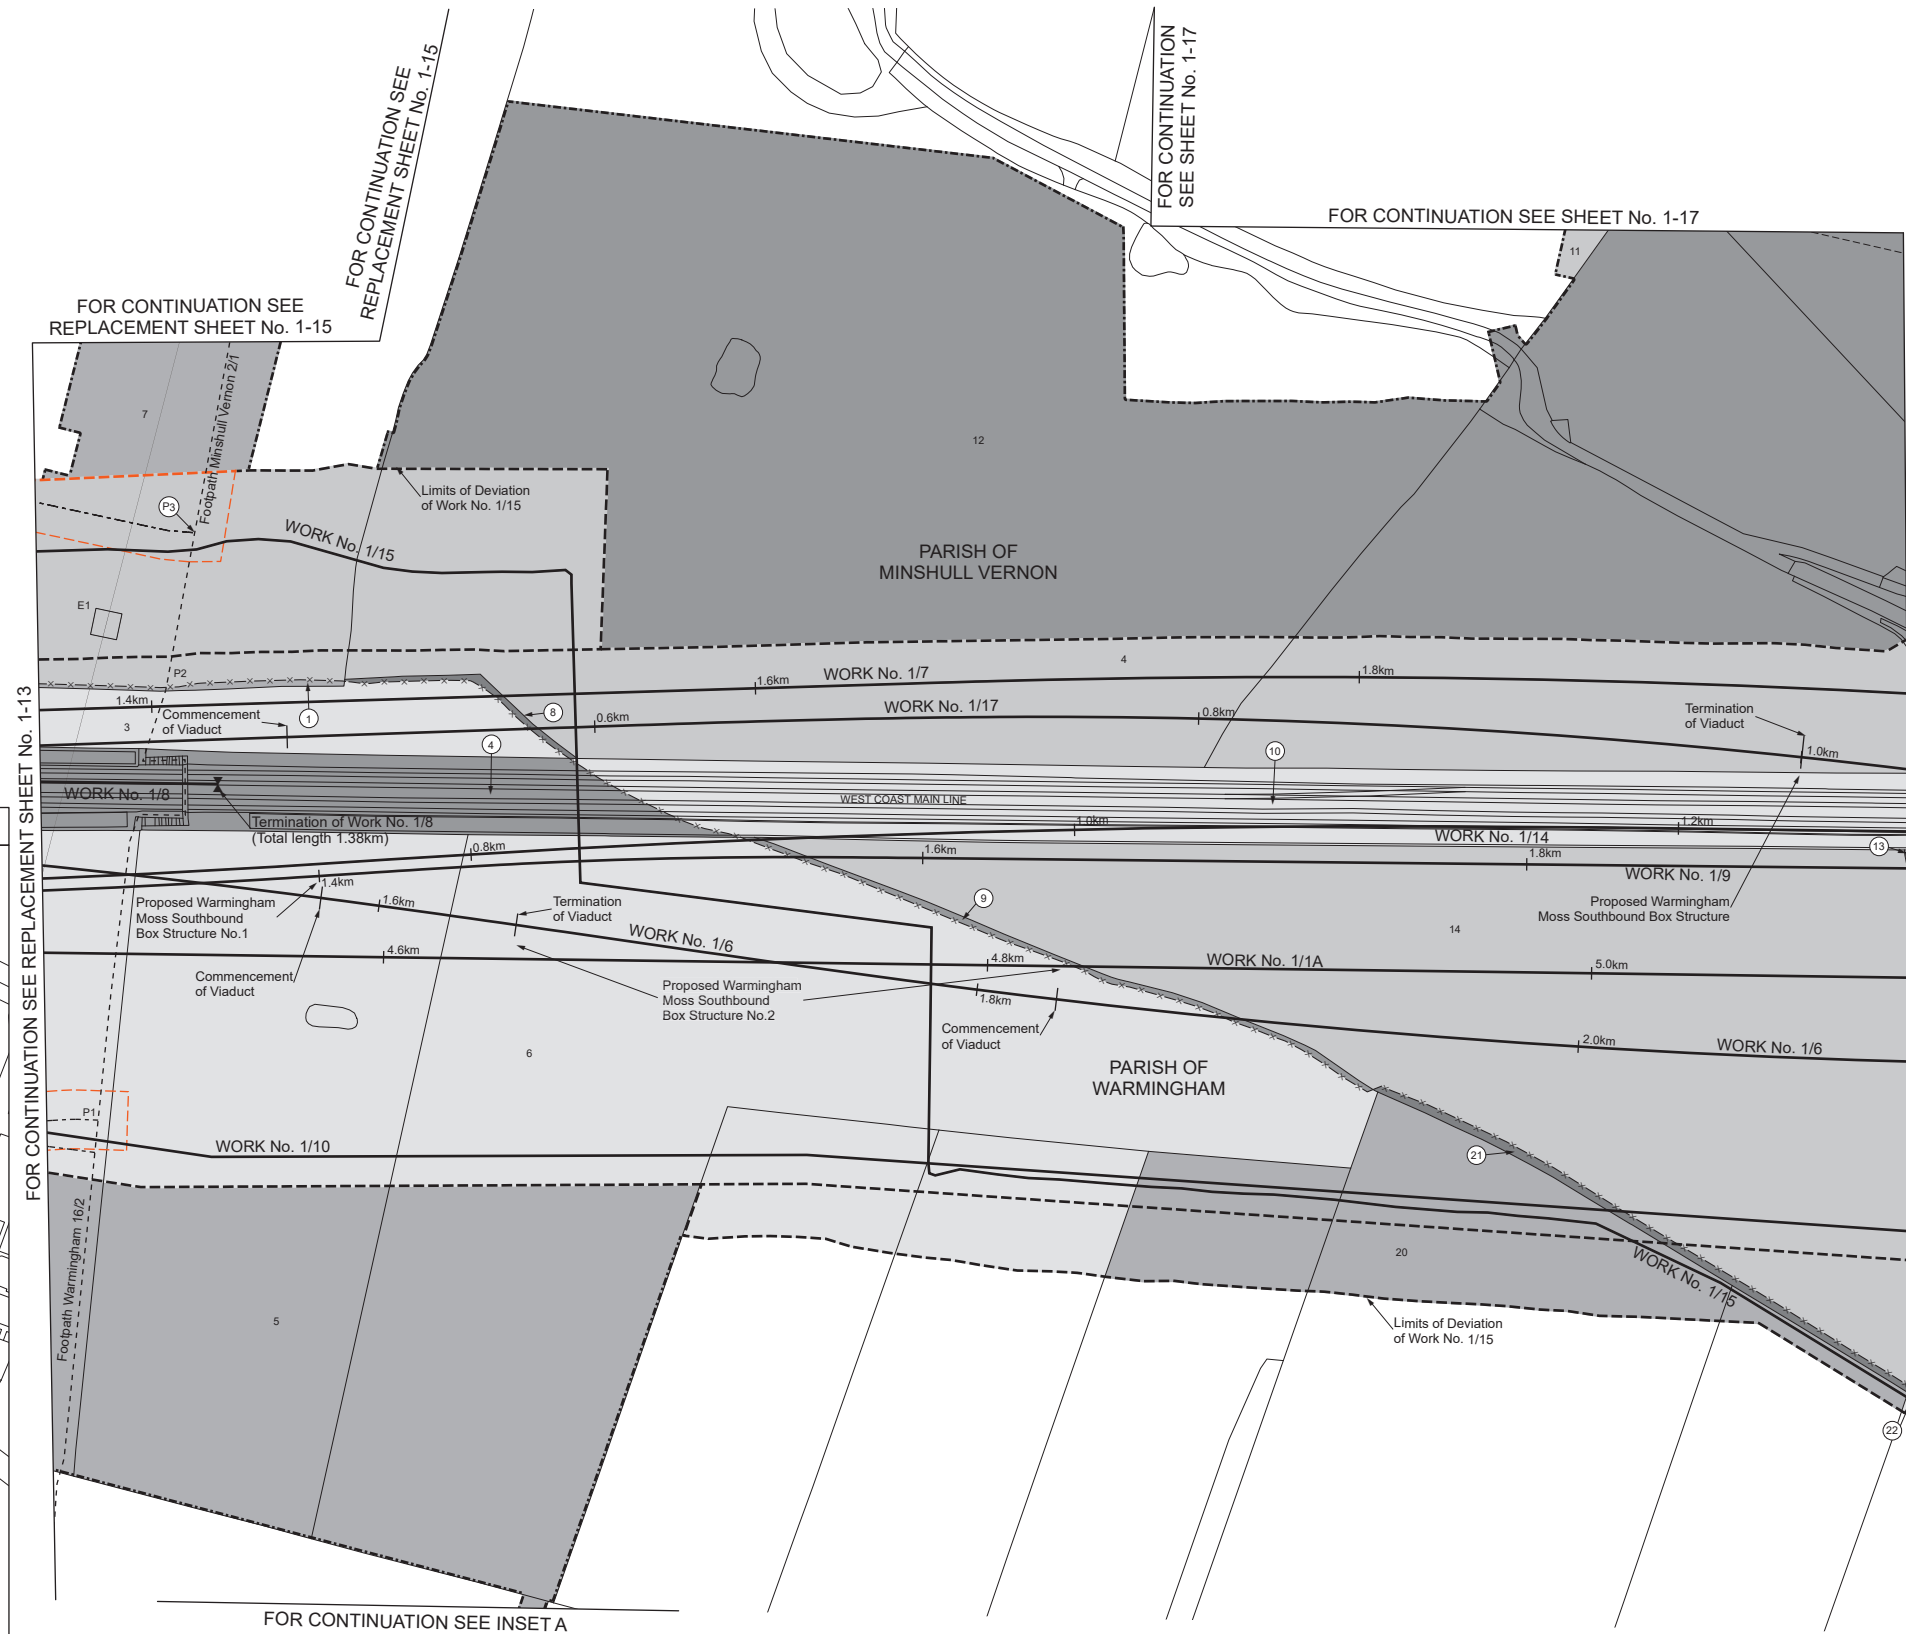 FOR CONTINUATION SEE
REPLACEMENT SHEET No. 1-15
FOR CONTINUATION SEE
REPLACEMENT SHEET No. 1-15
FOR CONTINUATION
SEE SHEET No. 1-17
FOR CONTINUATION SEE SHEET No. 1-17
11
7
Footpath Minshull Vernon 2/1
12
P3
Limits of Deviation
of Work No. 1/15
WORK No. 1/15
PARISH OF
MINSHULL VERNON
E1
P2
4
1.6km
WORK No. 1/7
1.8km
1.4km
1
3
Commencement
of Viaduct
8
0.6km
WORK No. 1/17
0.8km
Termination
of Viaduct
1.0km
4
10
WORK No. 1/8
WEST COAST MAIN LINE
Termination of Work No. 1/8
(Total length 1.38km)
1.0km
1.2km
WORK No. 1/14
0.8km
1.6km
1.8km
13
WORK No. 1/9
1.4km
Proposed Warmingham
Moss Southbound
Box Structure No.1
1.6km
Termination
of Viaduct
9
Proposed Warmingham
Moss Southbound Box Structure
14
WORK No. 1/6
4.6km
4.8km
WORK No. 1/1A
5.0km
Commencement
of Viaduct
Proposed Warmingham
Moss Southbound
Box Structure No.2
1.8km
Commencement
of Viaduct
2.0km
WORK No. 1/6
6
PARISH OF
WARMINGHAM
P1
WORK No. 1/10
21
20
WORK No. 1/15
Limits of Deviation
of Work No. 1/15
5
Footpath Warmingham 16/2
22
FOR CONTINUATION SEE REPLACEMENT SHEET No. 1-13
FOR CONTINUATION SEE INSET A